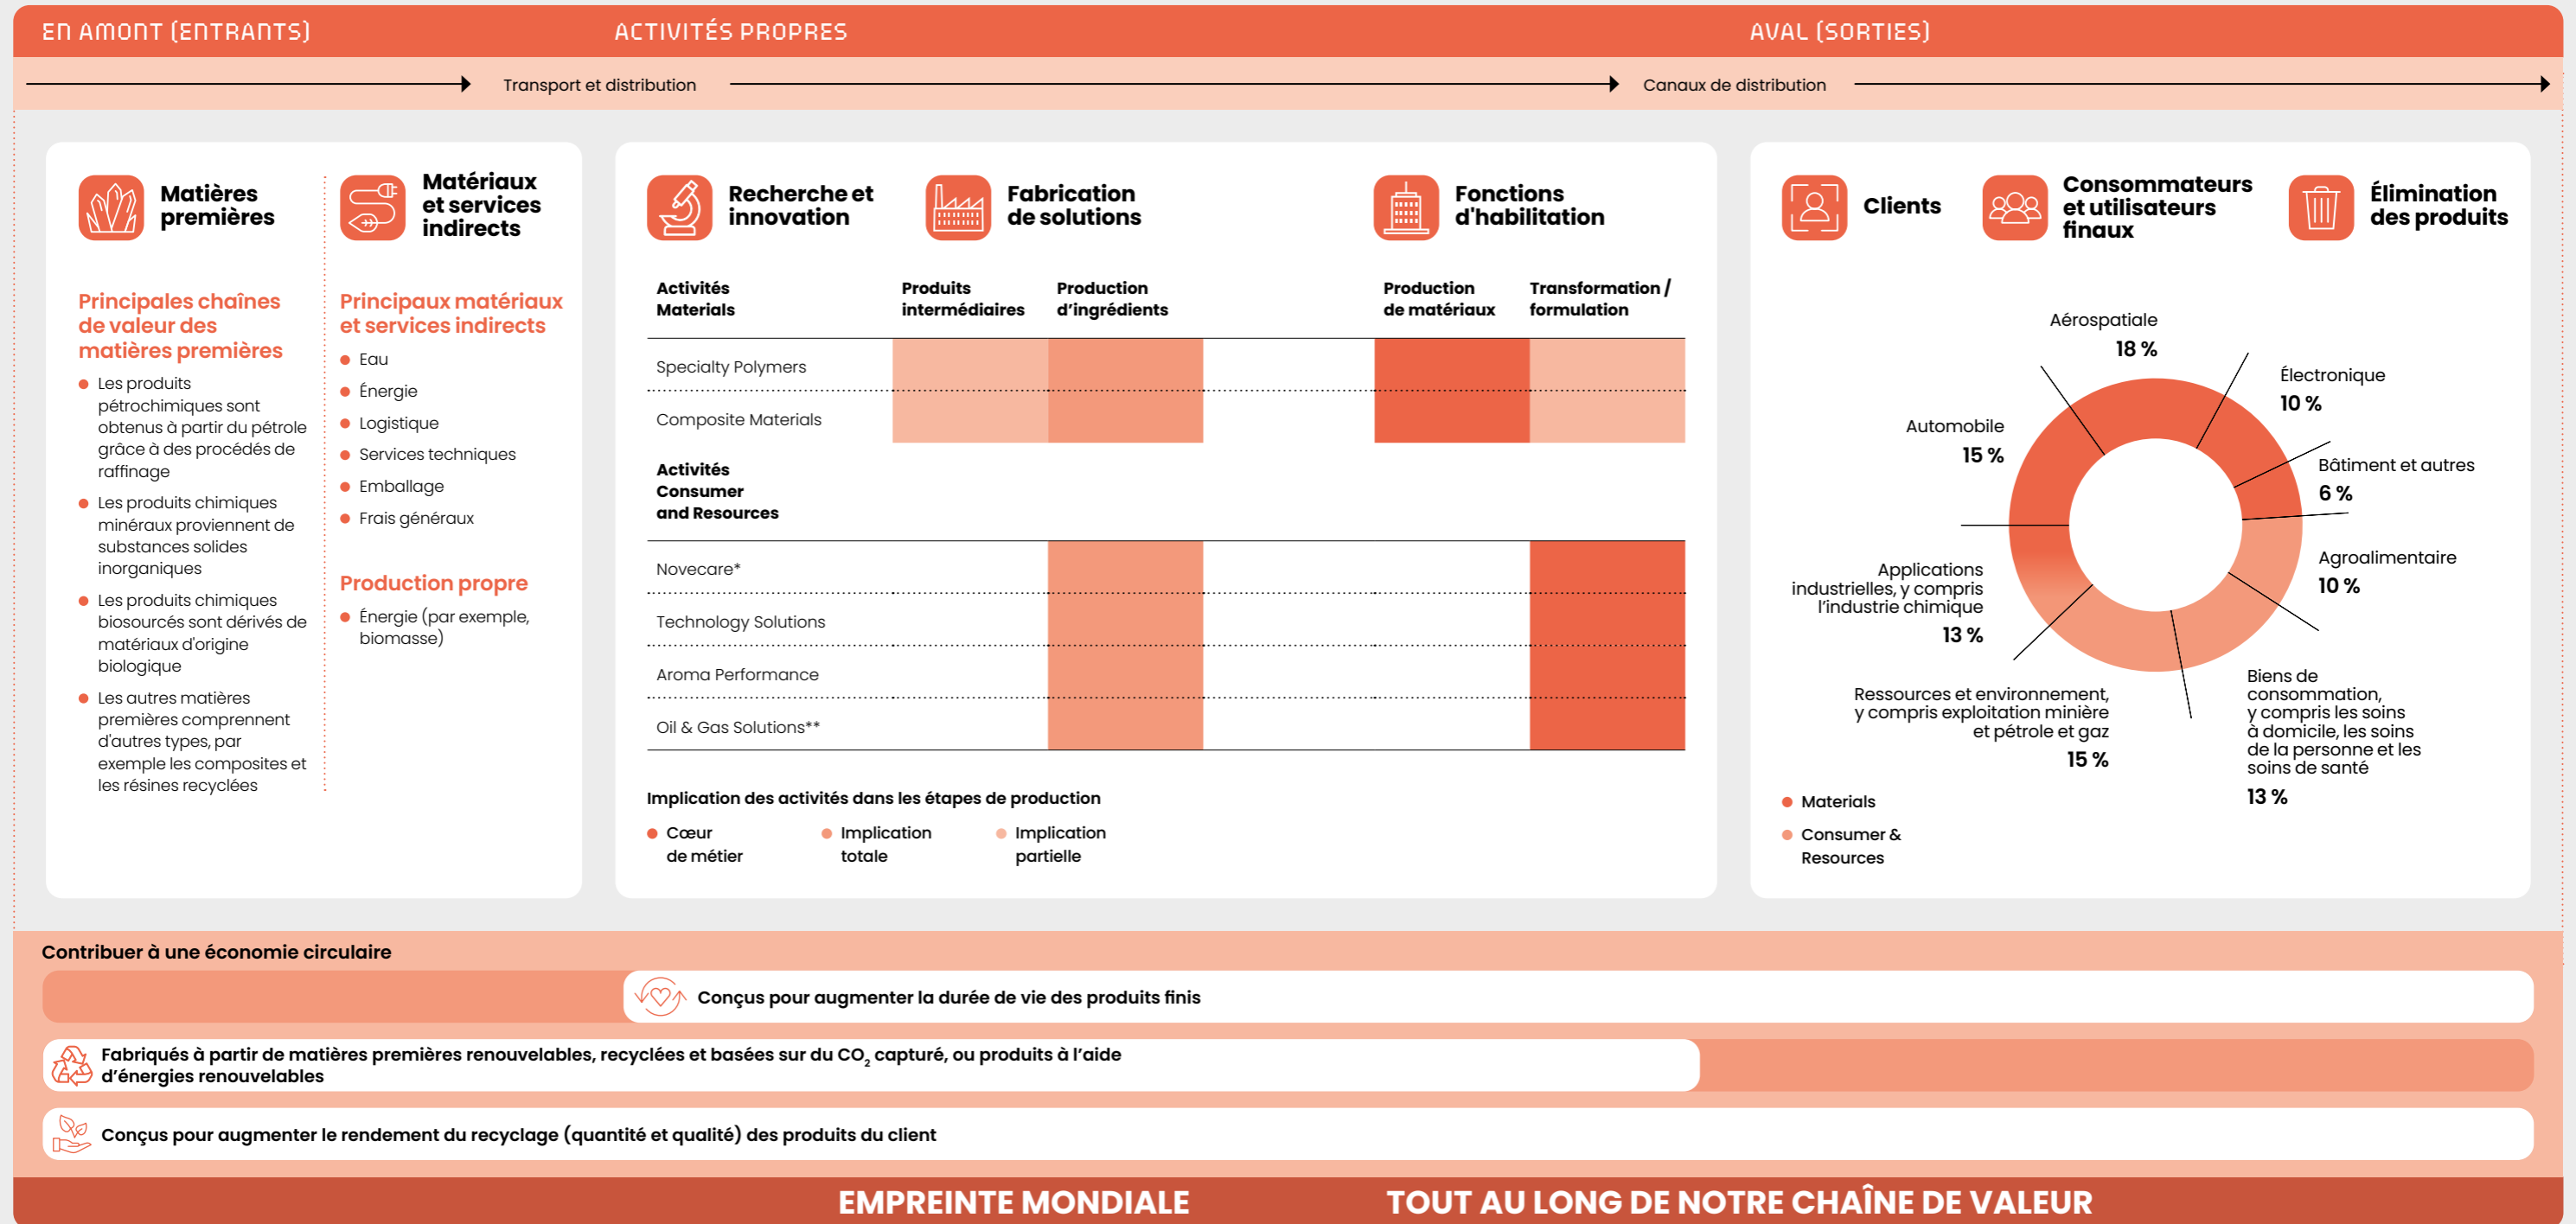 EN AMONT (ENTRANTS)
ACTIVITÉS PROPRES
AVAL (SORTIES)
Transport et distribution
Canaux de distribution
Matières
premières
Matériaux
et services
indirects
Principales chaînes
de valeur des
matières premières
Les produits
pétrochimiques sont
obtenus à partir du pétrole
grâce à des procédés de
raffinage
Les produits chimiques
minéraux proviennent de
substances solides
inorganiques
Les produits chimiques
biosourcés sont dérivés de
matériaux d'origine
biologique
Les autres matières
premières comprennent
d'autres types, par
exemple les composites et
les résines recyclées
Principaux matériaux
et services indirects
Eau
Énergie
Logistique
Services techniques
Emballage
Frais généraux
Production propre
Énergie (par exemple,
biomasse)
Recherche et
innovation
Fabrication
de solutions
Fonctions
d'habilitation
Activités
Materials
Produits
intermédiaires
Production
d’ingrédients
Production
de matériaux
Transformation /
formulation
Specialty Polymers
Composite Materials
Activités
Consumer
and Resources
Novecare*
Technology Solutions
Aroma Performance
Oil & Gas Solutions**
Implication des activités dans les étapes de production
Cœur
de métier
Implication
totale
Implication
partielle
Clients
Consommateurs
et utilisateurs
finaux
Élimination
des produits
Aérospatiale
18 %
Électronique
10 %
Bâtiment et autres
6 %
Agroalimentaire
10 %
Biens de
consommation,
y compris les soins
à domicile, les soins
de la personne et les
soins de santé
13 %
Ressources et environnement,
y compris exploitation minière
et pétrole et gaz
15 %
Applications
industrielles, y compris
l’industrie chimique
13 %
Automobile
15 %
Materials
Consumer &
Resources
Contribuer à une économie circulaire
Conçus pour augmenter la durée de vie des produits finis
Fabriqués à partir de matières premières renouvelables, recyclées et basées sur du CO₂ capturé, ou produits à l’aide
d’énergies renouvelables
Conçus pour augmenter le rendement du recyclage (quantité et qualité) des produits du client
EMPREINTE MONDIALE
TOUT AU LONG DE NOTRE CHAÎNE DE VALEUR